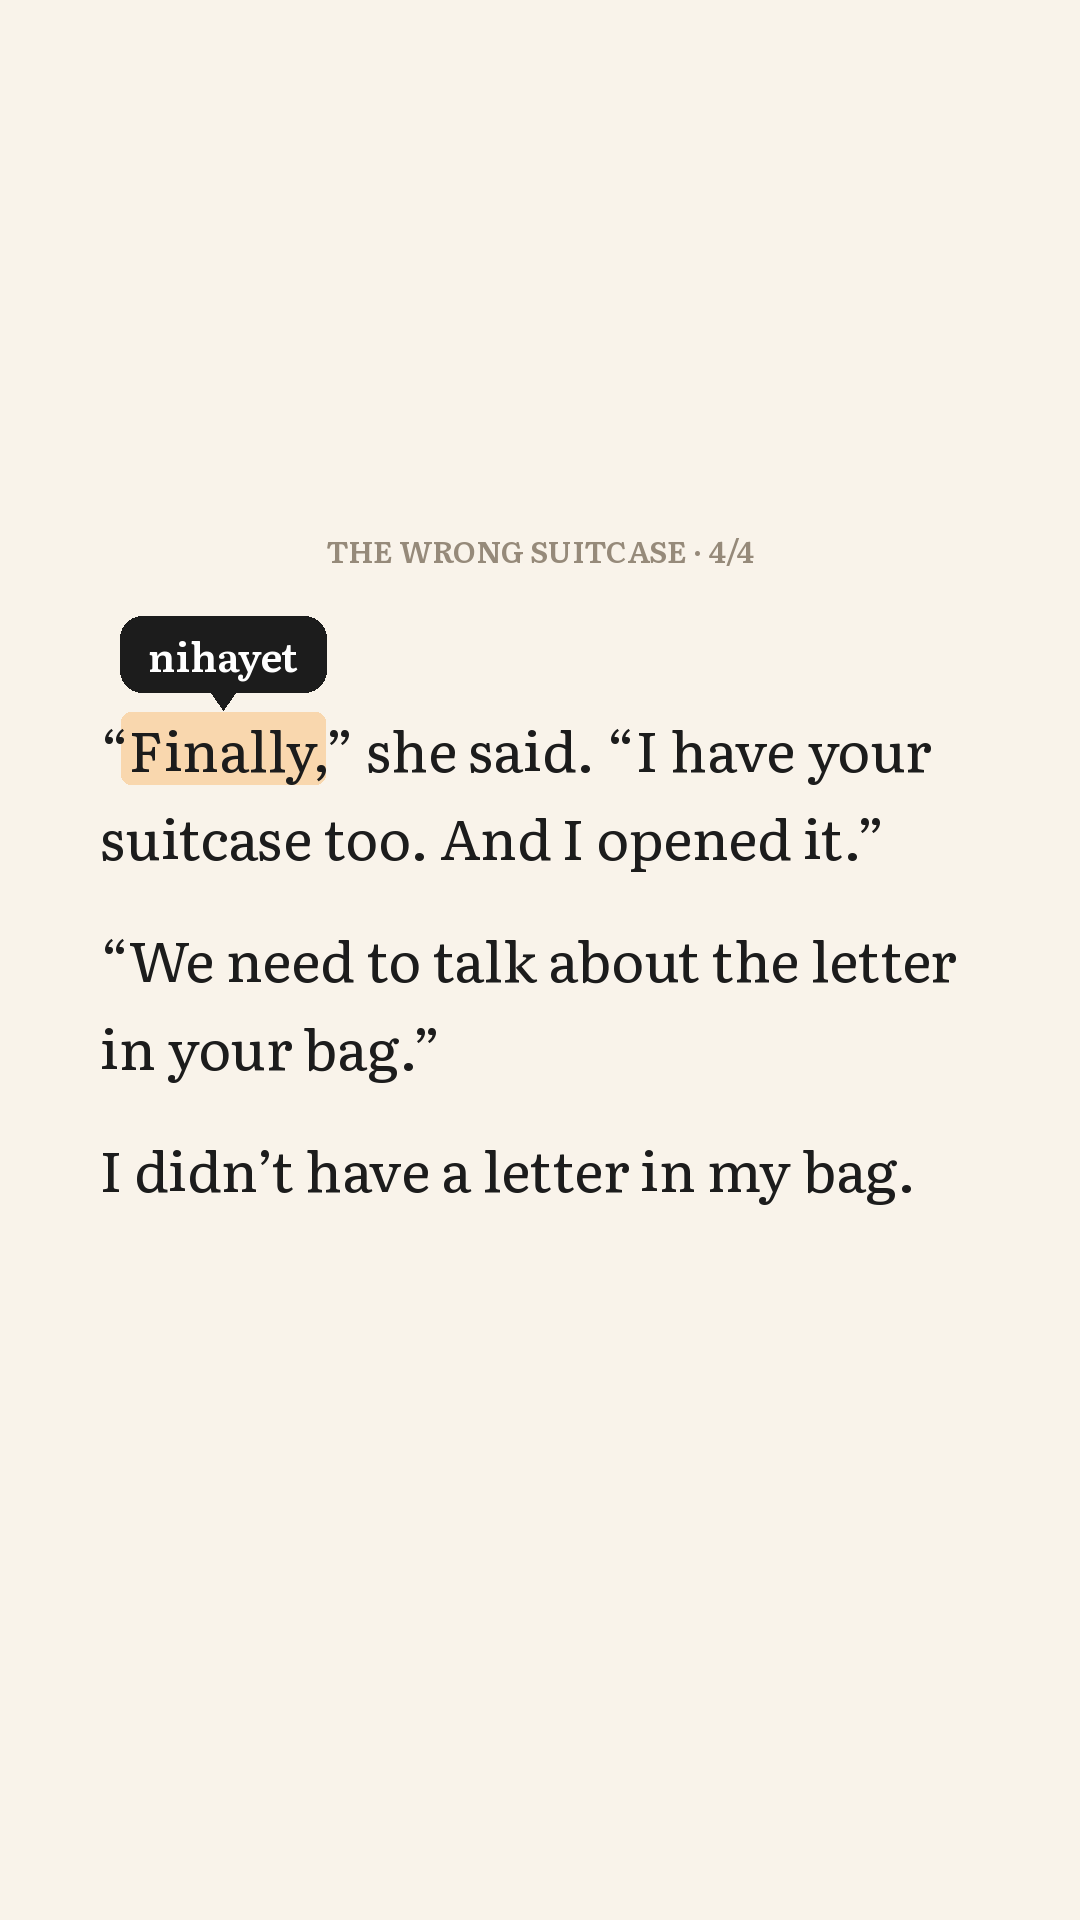 THE WRONG SUITCASE · 4/4
nihayet
“Finally,” she said. “I have your
suitcase too. And I opened it.”
“We need to talk about the letter
in your bag.”
I didn’t have a letter in my bag.